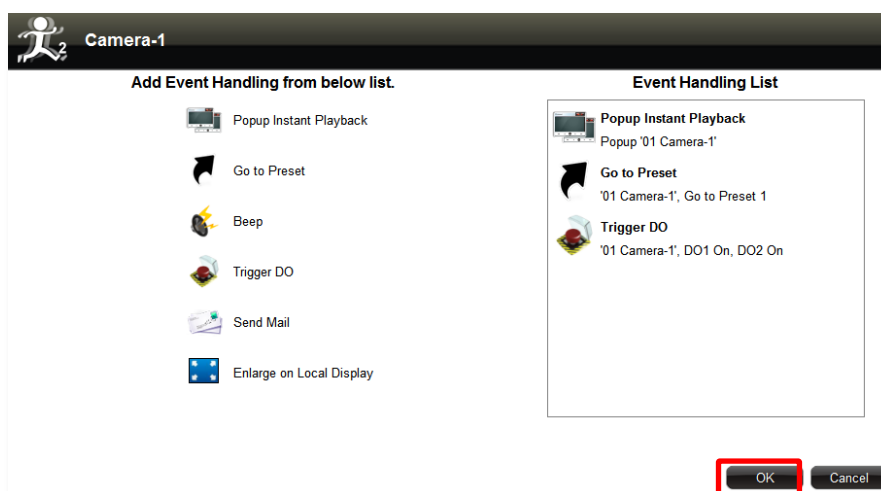 2
Camera-1
Add Event Handling from below list.
Popup Instant Playback
Go to Preset
Beep
Trigger DO
Send Mail
Enlarge on Local Display
Event Handling List
Popup Instant Playback
Popup '01 Camera-1'
Go to Preset
'01 Camera-1', Go to Preset 1
Trigger DO
'01 Camera-1', DO1 On, DO2 On
OK
Cancel